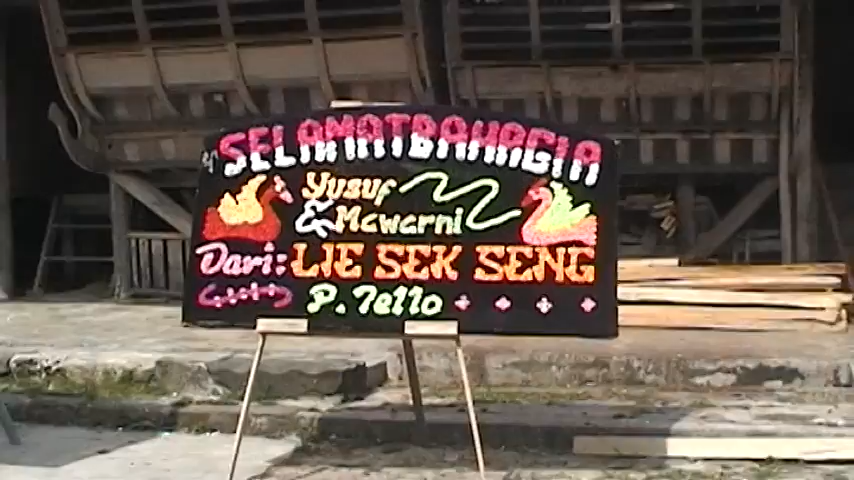 SELAMAT BAHAGIA
Yusuf
& Mawarni
Dari: LIE SEK SENG
P. Tello